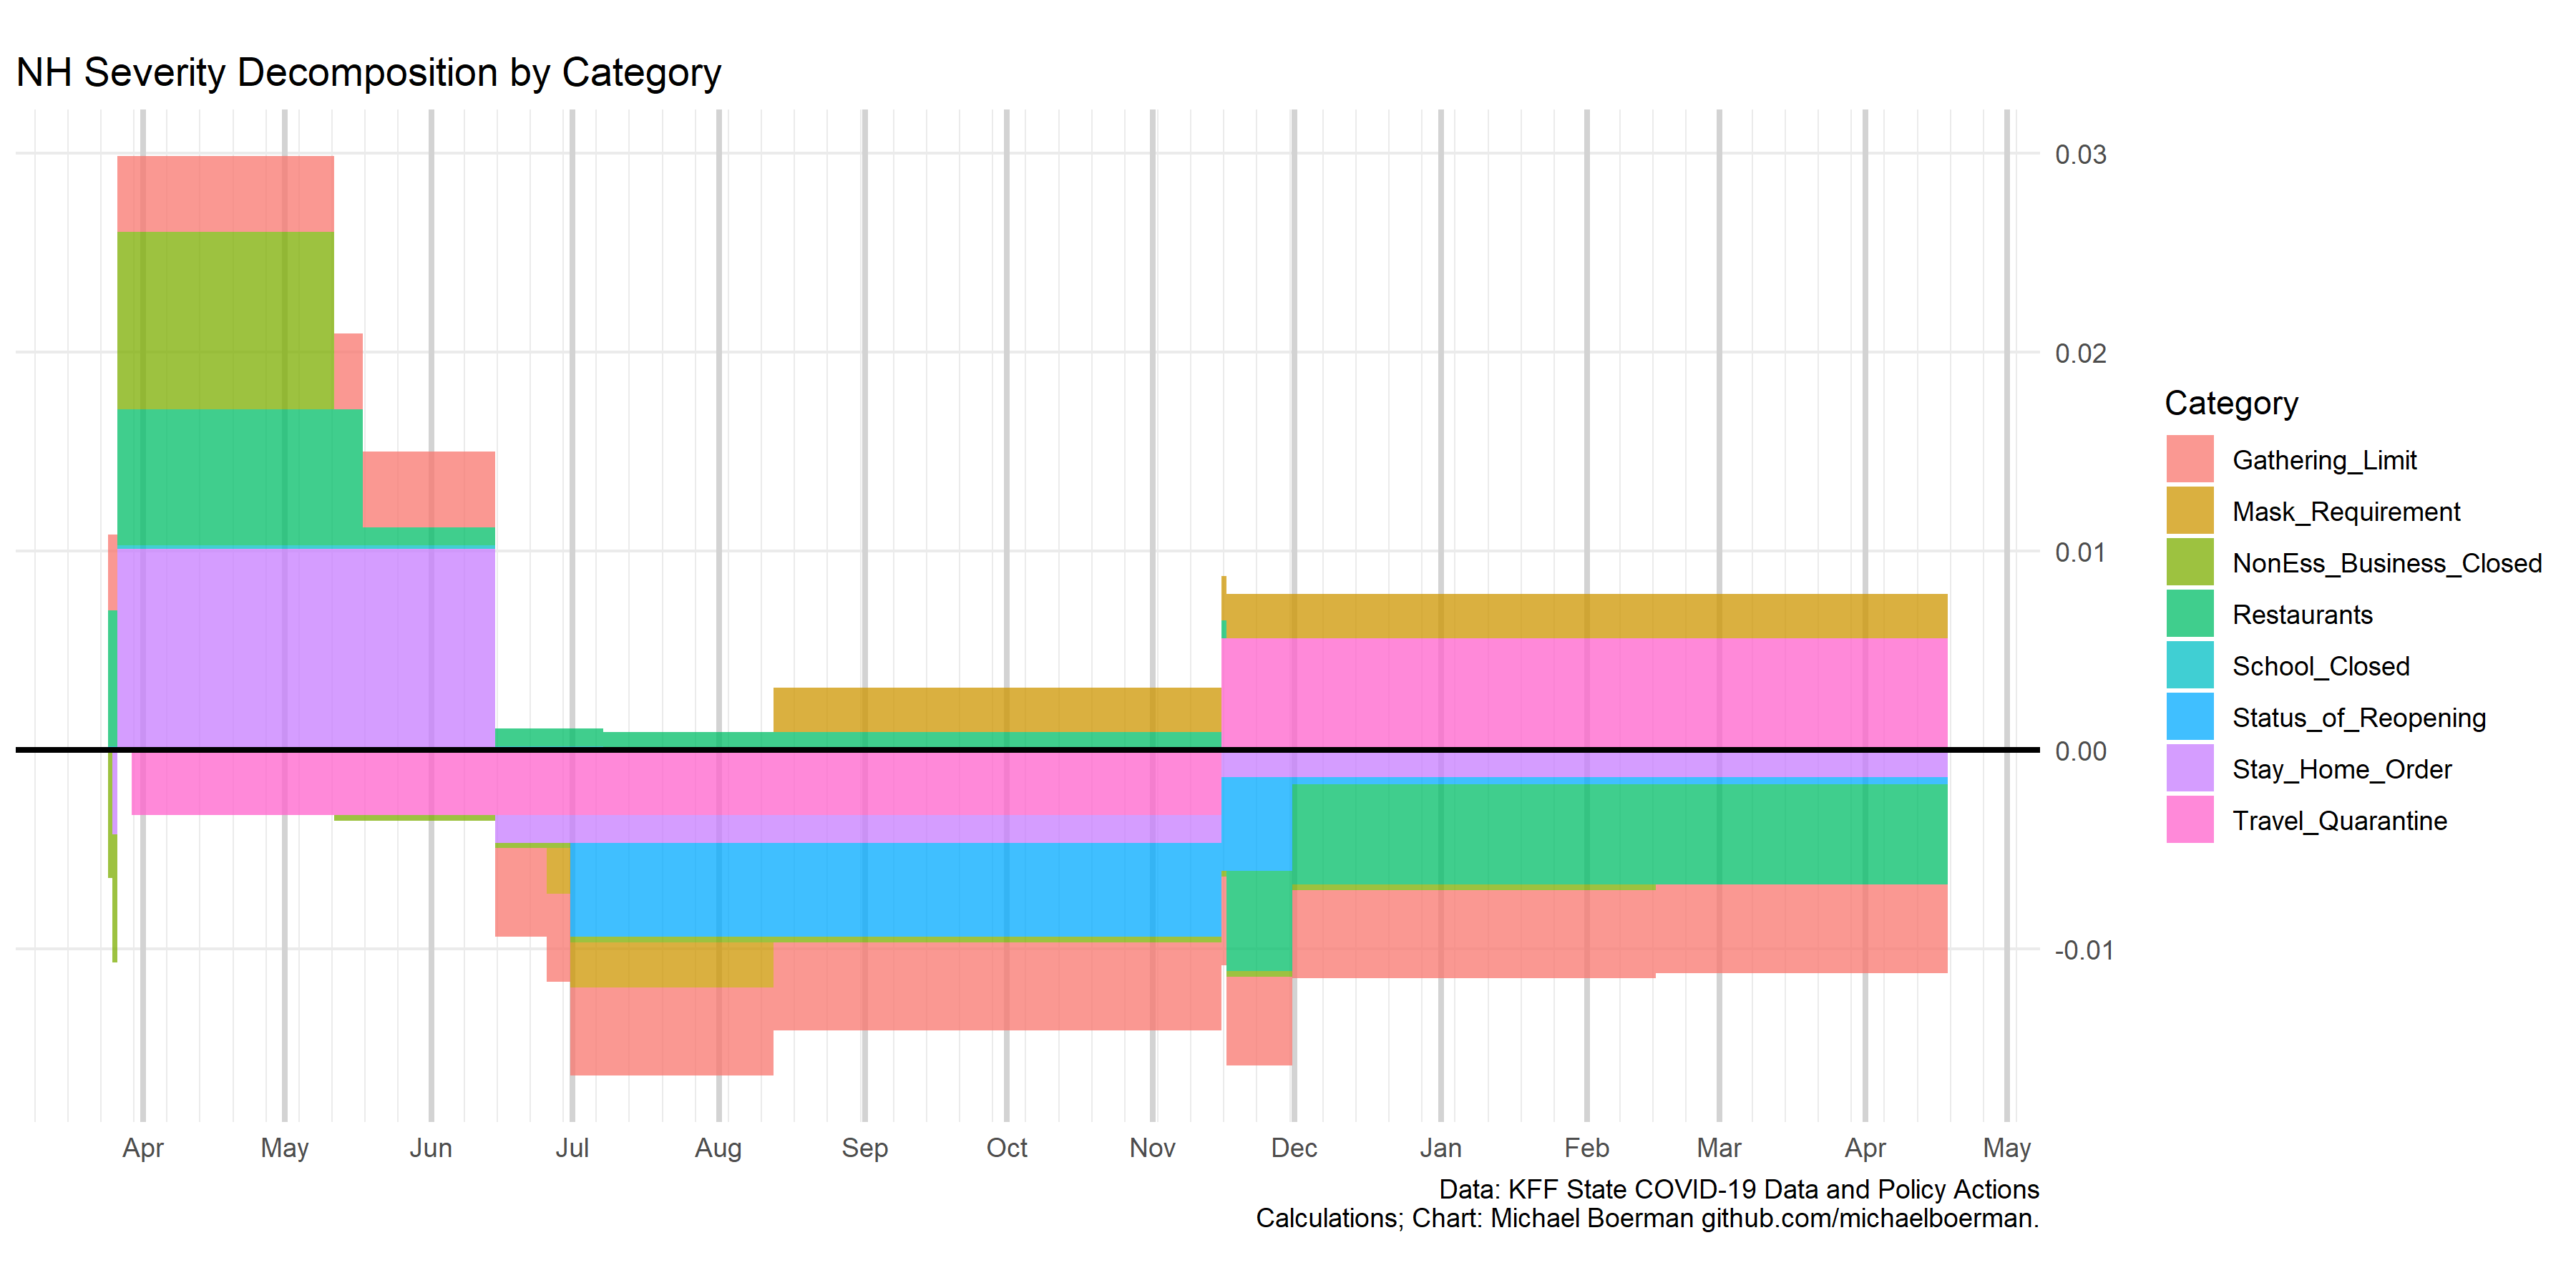 NH Severity Decomposition by Category
0.03
0.02
0.01
0.00
-0.01
Apr May Jun Jul Aug Sep Oct Nov Dec Jan Feb Mar Apr May
Data: KFF State COVID-19 Data and Policy Actions
Calculations; Chart: Michael Boerman github.com/michaelboerman.
Category
Gathering_Limit
Mask_Requirement
NonEss_Business_Closed
Restaurants
School_Closed
Status_of_Reopening
Stay_Home_Order
Travel_Quarantine